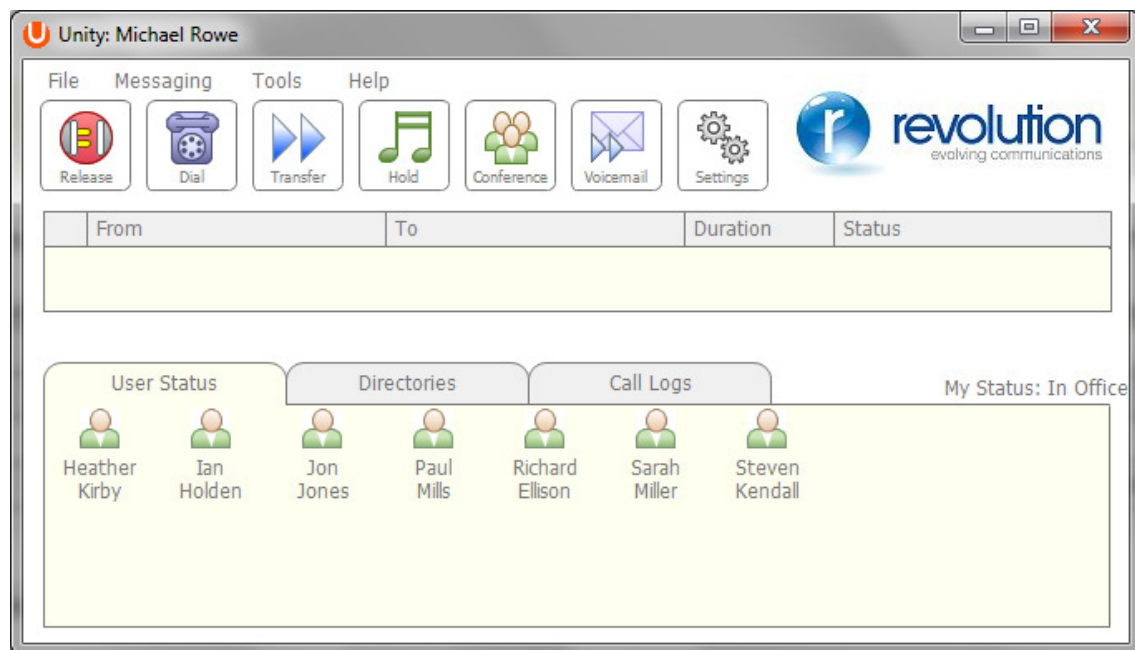 Unity: Michael Rowe
File Messaging Tools Help
Release Dial Transfer Hold Conference Voicemail Settings
r revolution
evolving communications
From To Duration Status
User Status Directories Call Logs My Status: In Office
Heather Ian Jon Paul Richard Sarah Steven
Kirby Holden Jones Mills Ellison Miller Kendall